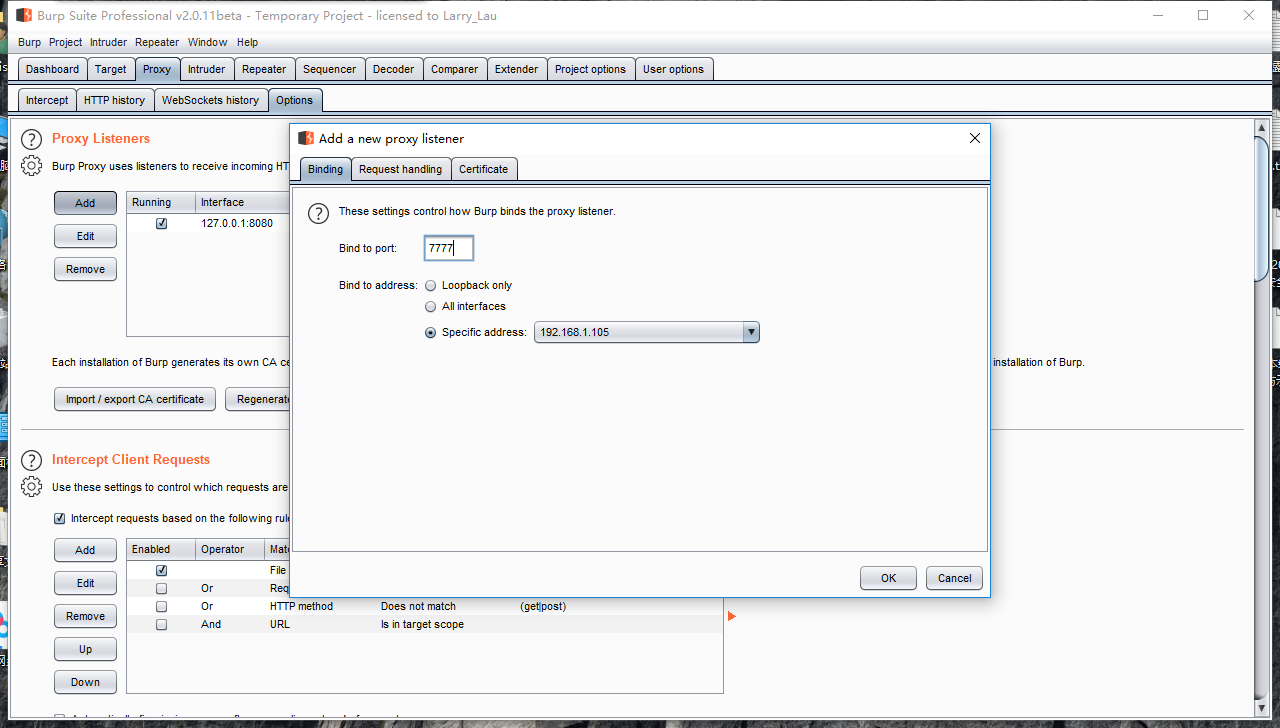 Burp Suite Professional v2.0.11beta - Temporary Project - licensed to Larry_Lau
Burp Project Intruder Repeater Window Help
Dashboard Target Proxy Intruder Repeater Sequencer Decoder Comparer Extender Project options User options
Intercept HTTP history WebSockets history Options
Proxy Listeners
Burp Proxy uses listeners to receive incoming HT
Add
Edit
Remove
Running Interface
127.0.0.1:8080
Each installation of Burp generates its own CA ce
installation of Burp.
Import / export CA certificate Regenerate
Add a new proxy listener
Binding Request handling Certificate
? These settings control how Burp binds the proxy listener.
Bind to port: 7777
Bind to address: Loopback only
All interfaces
Specific address: 192.168.1.105
OK Cancel
Intercept Client Requests
Use these settings to control which requests are
Intercept requests based on the following rule
Add
Edit
Remove
Up
Down
Enabled Operator Matc
File
Or Req
Or HTTP method Does not match (get|post)
And URL Is in target scope